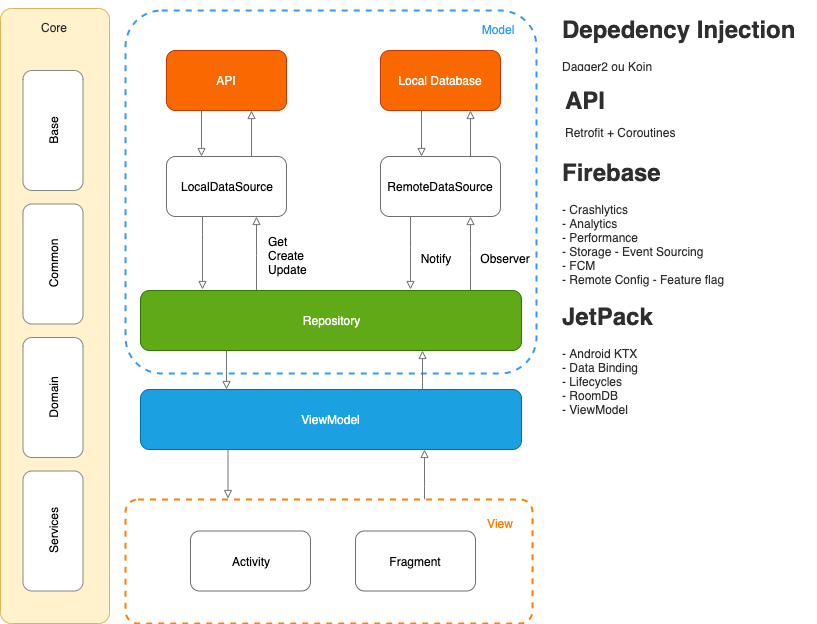 Core
Base
Common
Domain
Services
Model
API
Local Database
LocalDataSource
RemoteDataSource
Get
Create
Update
Notify
Observer
Repository
ViewModel
View
Activity
Fragment
Depedency Injection
Dagger2 ou Koin
API
Retrofit + Coroutines
Firebase
- Crashlytics
- Analytics
- Performance
- Storage - Event Sourcing
- FCM
- Remote Config - Feature flag
JetPack
- Android KTX
- Data Binding
- Lifecycles
- RoomDB
- ViewModel